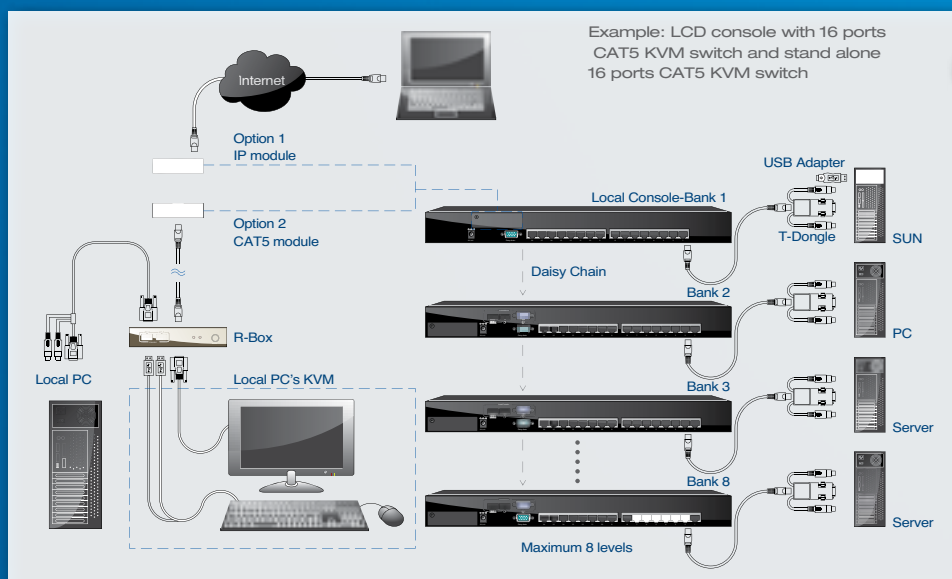 Example: LCD console with 16 ports
CAT5 KVM switch and stand alone
16 ports CAT5 KVM switch
Internet
Option 1
IP module
USB Adapter
Local Console-Bank 1
Option 2
CAT5 module
T-Dongle
SUN
Daisy Chain
Bank 2
R-Box
PC
Local PC
Local PC's KVM
Bank 3
Server
Bank 8
Server
Maximum 8 levels